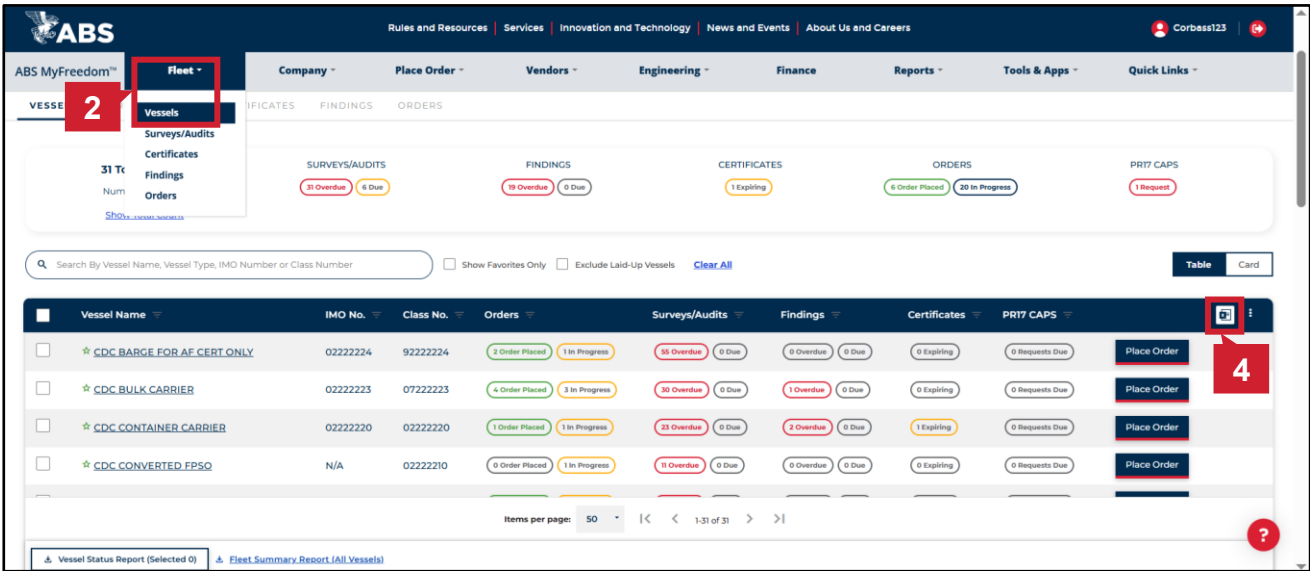 ABS
Rules and Resources | Services | Innovation and Technology | News and Events | About Us and Careers
Corbass123
ABS MyFreedom™ Fleet Company Place Order Vendors Engineering Finance Reports Tools & Apps Quick Links
2
FINDINGS ORDERS
Vessels
Surveys/Audits
Certificates
Findings
Orders
SURVEYS/AUDITS FINDINGS CERTIFICATES ORDERS PR17 CAPS
31 Overdue 6 Due 19 Overdue 0 Due 1 Expiring 6 Order Placed 20 In Progress 1 Request
Search By Vessel Name, Vessel Type, IMO Number or Class Number Show Favorites Only Exclude Laid-Up Vessels Clear All Table Card
Vessel Name IMO No. Class No. Orders Surveys/Audits Findings Certificates PR17 CAPS
CDC BARGE FOR AF CERT ONLY 02222224 92222224 2 Order Placed 1 In Progress 55 Overdue 0 Due 0 Overdue 0 Due 0 Expiring 0 Requests Due Place Order
4
CDC BULK CARRIER 02222223 07222223 4 Order Placed 3 In Progress 30 Overdue 0 Due 1 Overdue 0 Due 0 Expiring 0 Requests Due Place Order
CDC CONTAINER CARRIER 02222220 02222220 1 Order Placed 1 In Progress 23 Overdue 0 Due 2 Overdue 0 Due 1 Expiring 0 Requests Due Place Order
CDC CONVERTED FPSO N/A 02222210 0 Order Placed 1 In Progress 11 Overdue 0 Due 0 Overdue 0 Due 0 Expiring 0 Requests Due Place Order
Items per page: 50 1-31 of 31
?
Vessel Status Report (Selected 0) Fleet Summary Report (All Vessels)